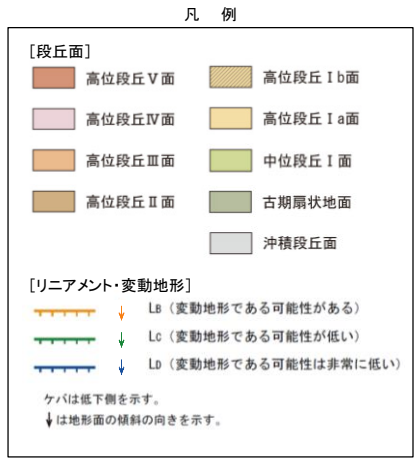 凡 例
[段丘面]
高位段丘Ⅴ面
高位段丘Ⅳ面
高位段丘Ⅲ面
高位段丘Ⅱ面
高位段丘Ⅰb面
高位段丘Ⅰa面
中位段丘Ⅰ面
古期扇状地面
沖積段丘面
[リニアメント・変動地形]
LB（変動地形である可能性がある）
LC（変動地形である可能性が低い）
LD（変動地形である可能性は非常に低い）
ケバは低下側を示す。
↓は地形面の傾斜の向きを示す。